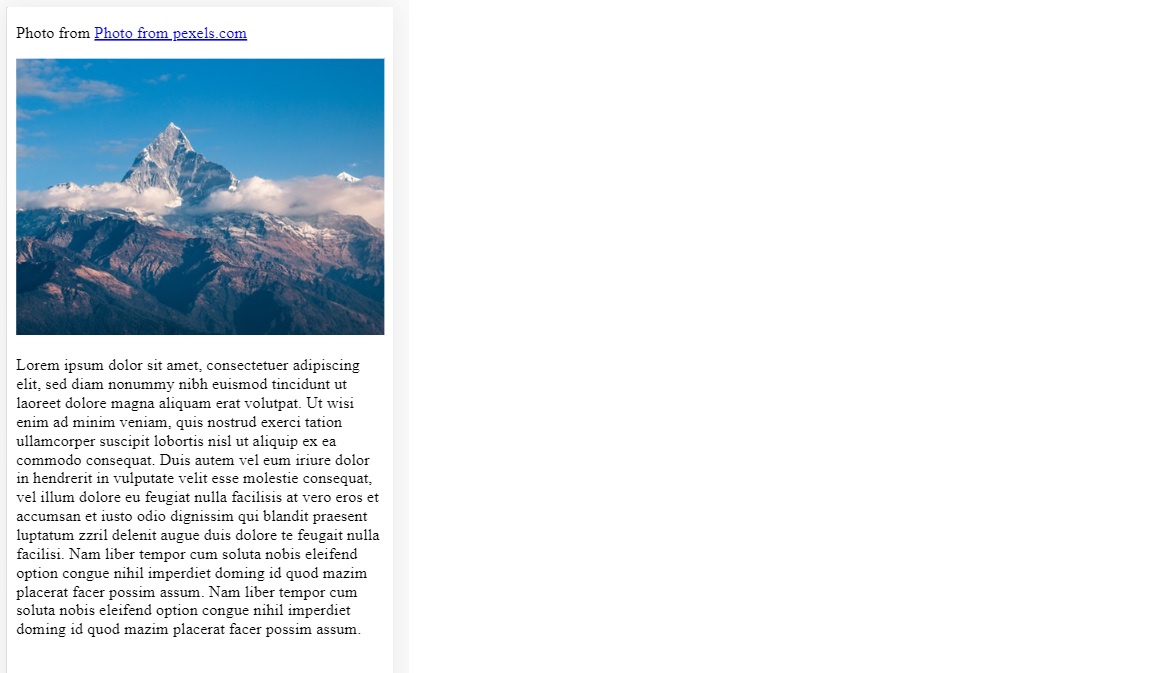 Photo from Photo from pexels.com
Lorem ipsum dolor sit amet, consectetuer adipiscing
elit, sed diam nonummy nibh euismod tincidunt ut
laoreet dolore magna aliquam erat volutpat. Ut wisi
enim ad minim veniam, quis nostrud exerci tation
ullamcorper suscipit lobortis nisl ut aliquip ex ea
commodo consequat. Duis autem vel eum iriure dolor
in hendrerit in vulputate velit esse molestie consequat,
vel illum dolore eu feugiat nulla facilisis at vero eros et
accumsan et iusto odio dignissim qui blandit praesent
luptatum zzril delenit augue duis dolore te feugait nulla
facilisi. Nam liber tempor cum soluta nobis eleifend
option congue nihil imperdiet doming id quod mazim
placerat facer possim assum. Nam liber tempor cum
soluta nobis eleifend option congue nihil imperdiet
doming id quod mazim placerat facer possim assum.